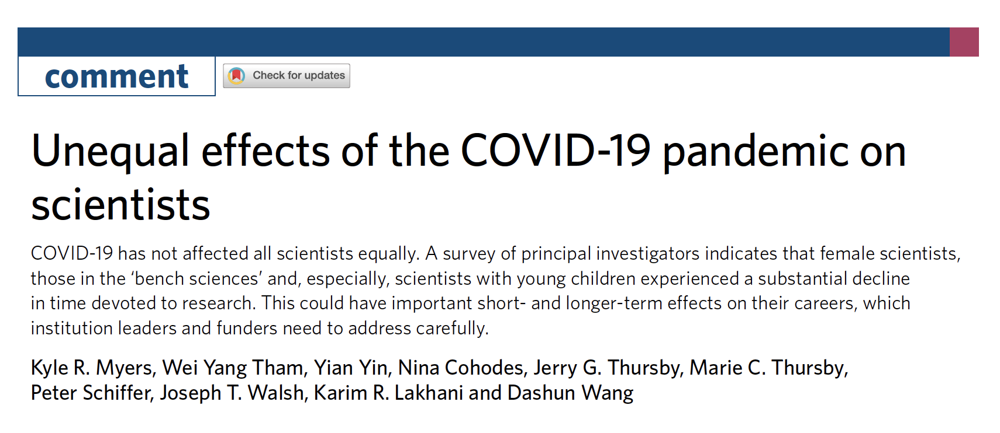 comment
Check for updates
Unequal effects of the COVID-19 pandemic on
scientists
COVID-19 has not affected all scientists equally. A survey of principal investigators indicates that female scientists,
those in the ‘bench sciences’ and, especially, scientists with young children experienced a substantial decline
in time devoted to research. This could have important short- and longer-term effects on their careers, which
institution leaders and funders need to address carefully.
Kyle R. Myers, Wei Yang Tham, Yian Yin, Nina Cohodes, Jerry G. Thursby, Marie C. Thursby,
Peter Schiffer, Joseph T. Walsh, Karim R. Lakhani and Dashun Wang